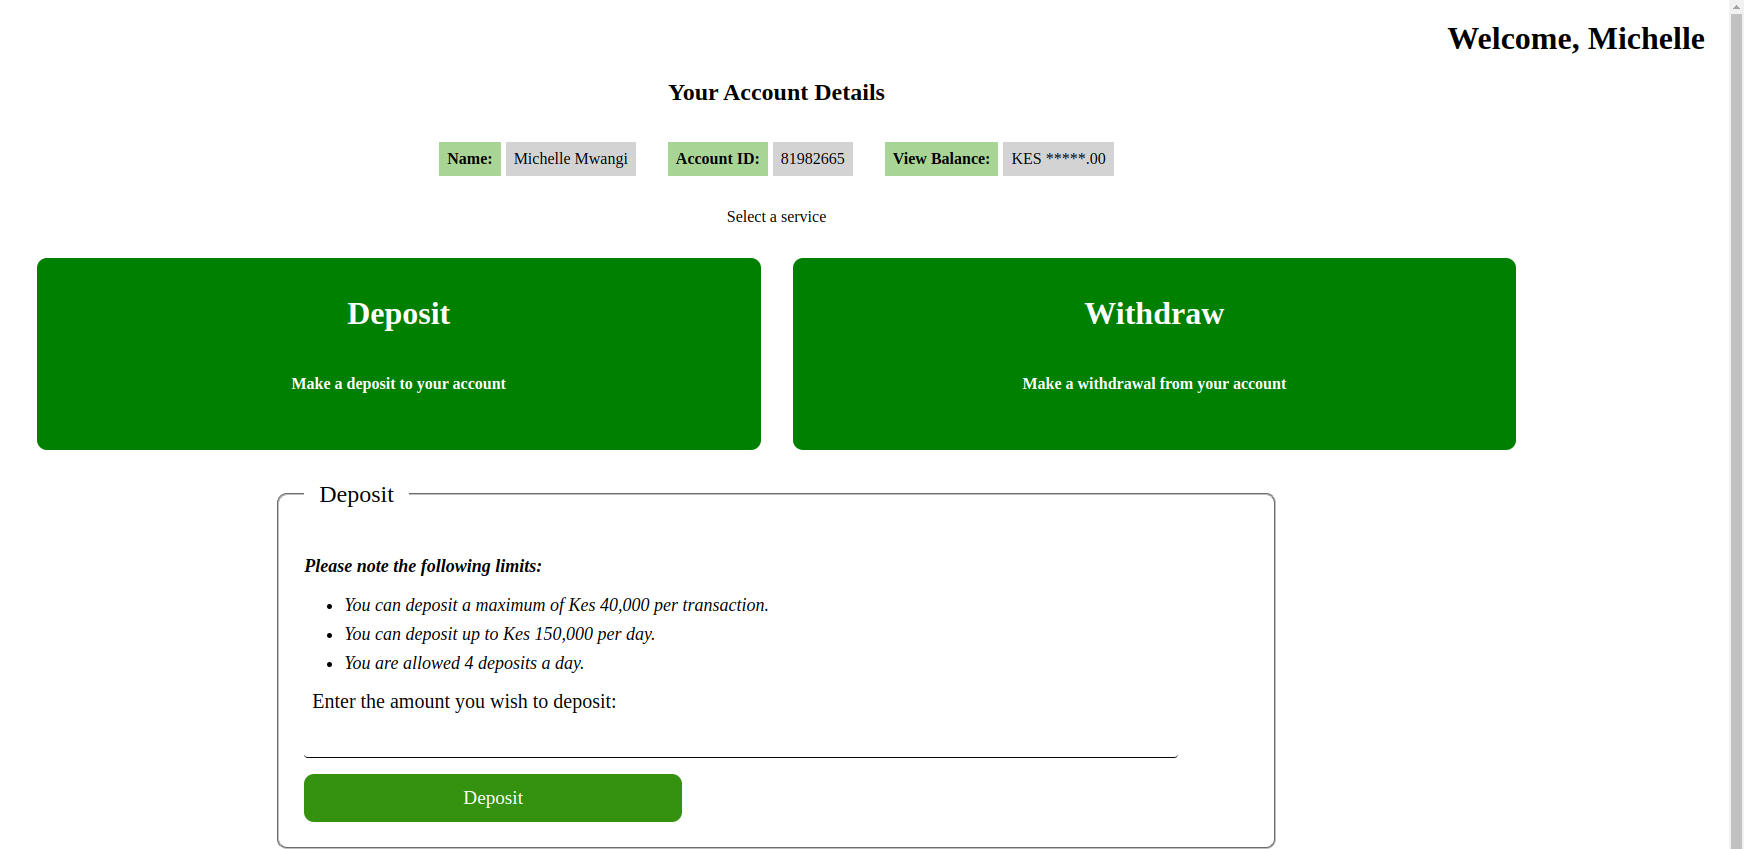 Welcome, Michelle
Your Account Details
Name: Michelle Mwangi Account ID: 81982665 View Balance: KES *****.00
Select a service
Deposit
Make a deposit to your account
Withdraw
Make a withdrawal from your account
Deposit
Please note the following limits:
• You can deposit a maximum of Kes 40,000 per transaction.
• You can deposit up to Kes 150,000 per day.
• You are allowed 4 deposits a day.
Enter the amount you wish to deposit:
Deposit